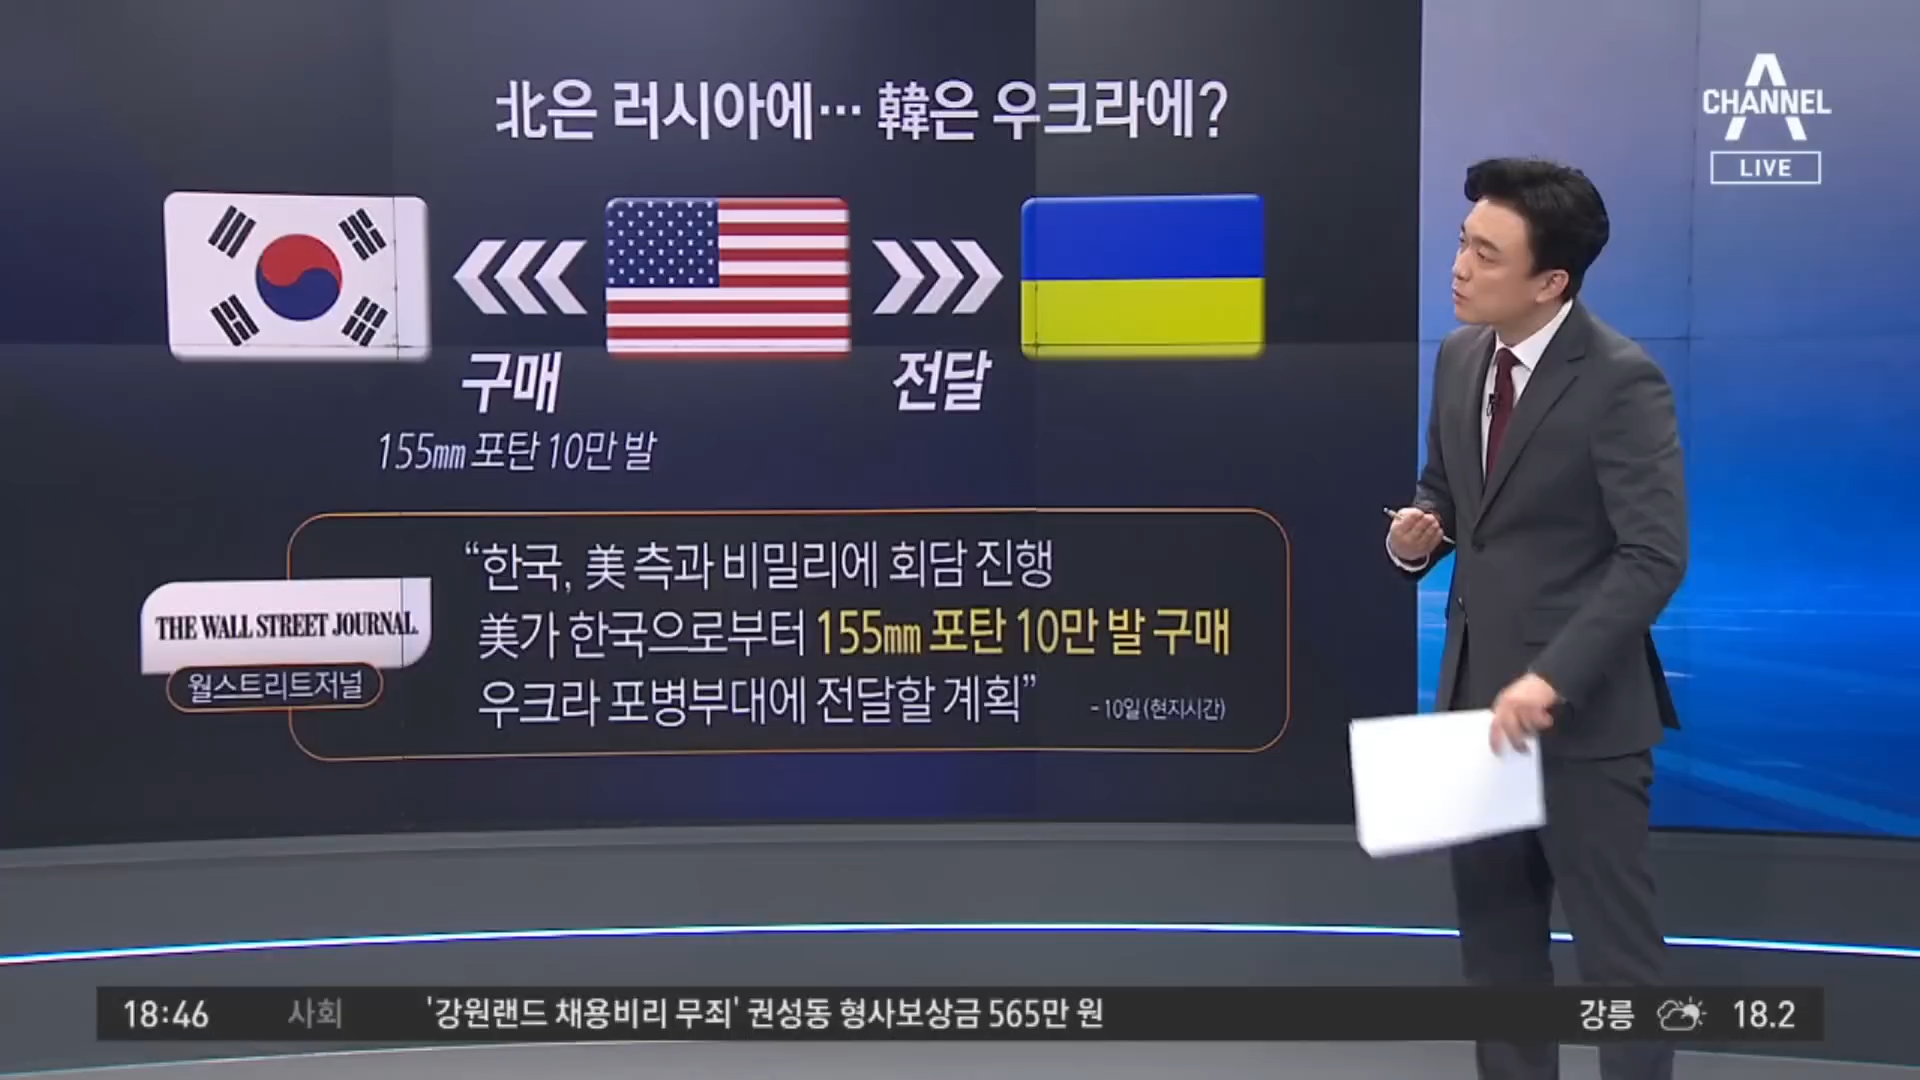 北은 러시아에… 韓은 우크라에?
CHANNEL A
LIVE
구매
전달
155㎜ 포탄 10만 발
“한국, 美 측과 비밀리에 회담 진행
美가 한국으로부터 155㎜ 포탄 10만 발 구매
우크라 포병부대에 전달할 계획”
- 10일(현지시간)
THE WALL STREET JOURNAL.
월스트리트저널
18:46 사회 '강원랜드 채용비리 무죄' 권성동 형사보상금 565만 원 강릉 18.2